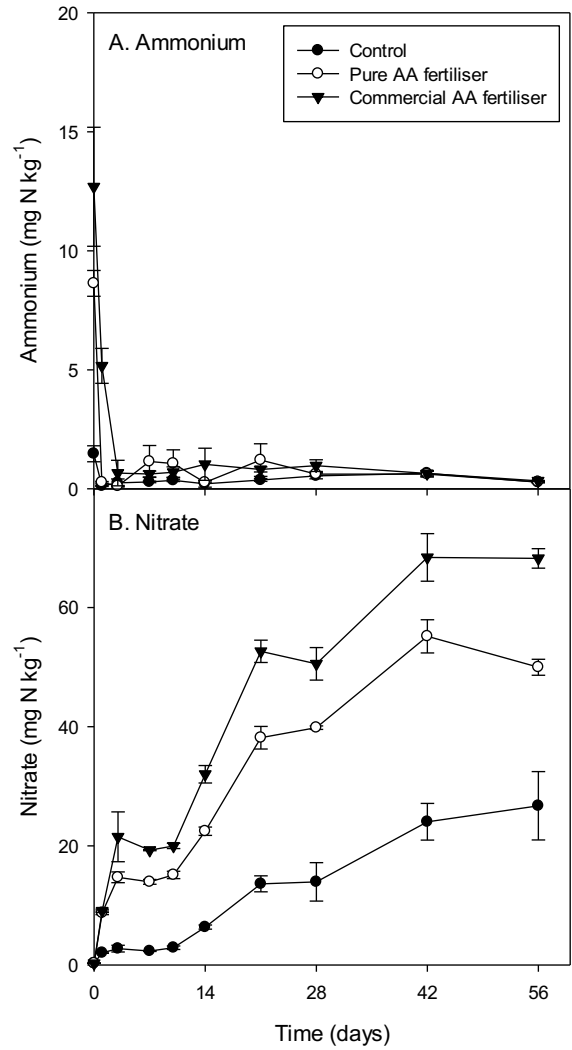 A. Ammonium
Control
Pure AA fertiliser
Commercial AA fertiliser
Ammonium (mg N kg⁻¹)
20
15
10
5
0
B. Nitrate
Nitrate (mg N kg⁻¹)
60
40
20
0
0 14 28 42 56
Time (days)